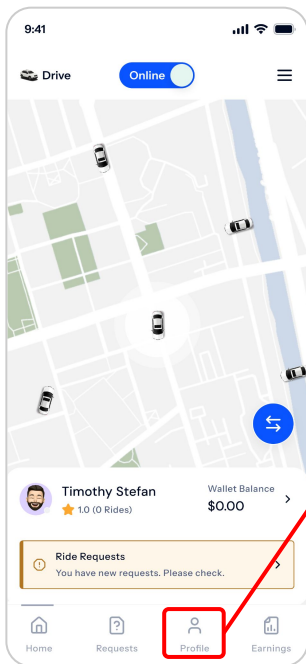 9:41
Drive
Online
Timothy Stefan
1.0 (0 Rides)
Wallet Balance
$0.00
Ride Requests
You have new requests. Please check.
Home
Requests
Profile
Earnings